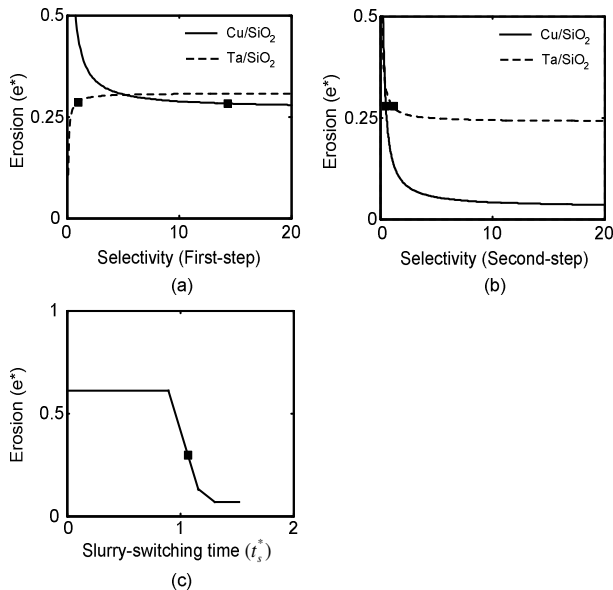 0.5
Cu/SiO2
Ta/SiO2
0.25
0
Erosion (e*)
0 10 20
Selectivity (First-step)
(a)
0.5
Cu/SiO2
Ta/SiO2
0.25
0
Erosion (e*)
0 10 20
Selectivity (Second-step)
(b)
1
0.5
0
Erosion (e*)
0 1 2
Slurry-switching time (t*s)
(c)